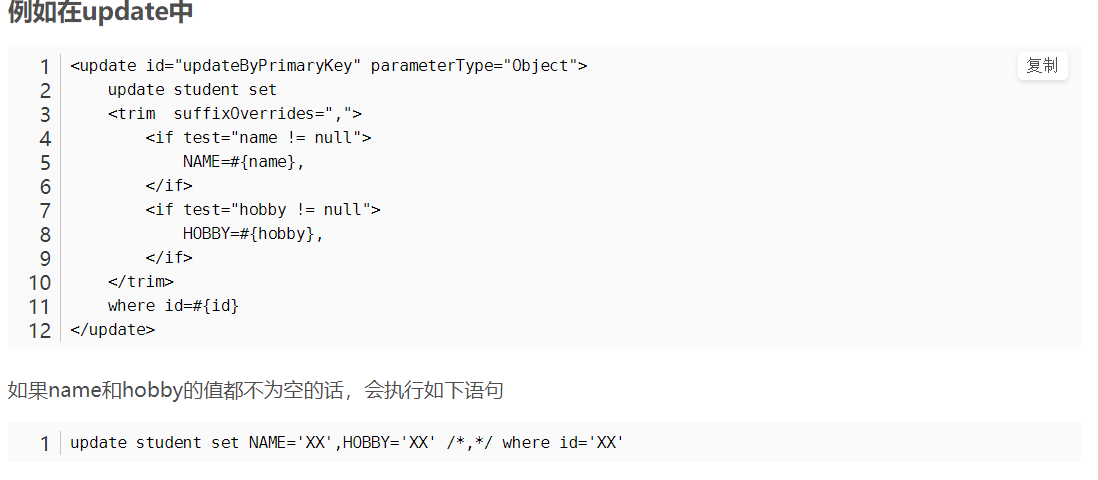 例如在update中
复制
1 <update id="updateByPrimaryKey" parameterType="Object">
2     update student set
3     <trim  suffixOverrides=",">
4         <if test="name != null">
5             NAME=#{name},
6         </if>
7         <if test="hobby != null">
8             HOBBY=#{hobby},
9         </if>
10     </trim>
11     where id=#{id}
12 </update>
如果name和hobby的值都不为空的话，会执行如下语句
1 update student set NAME='XX',HOBBY='XX' /*,*/ where id='XX'